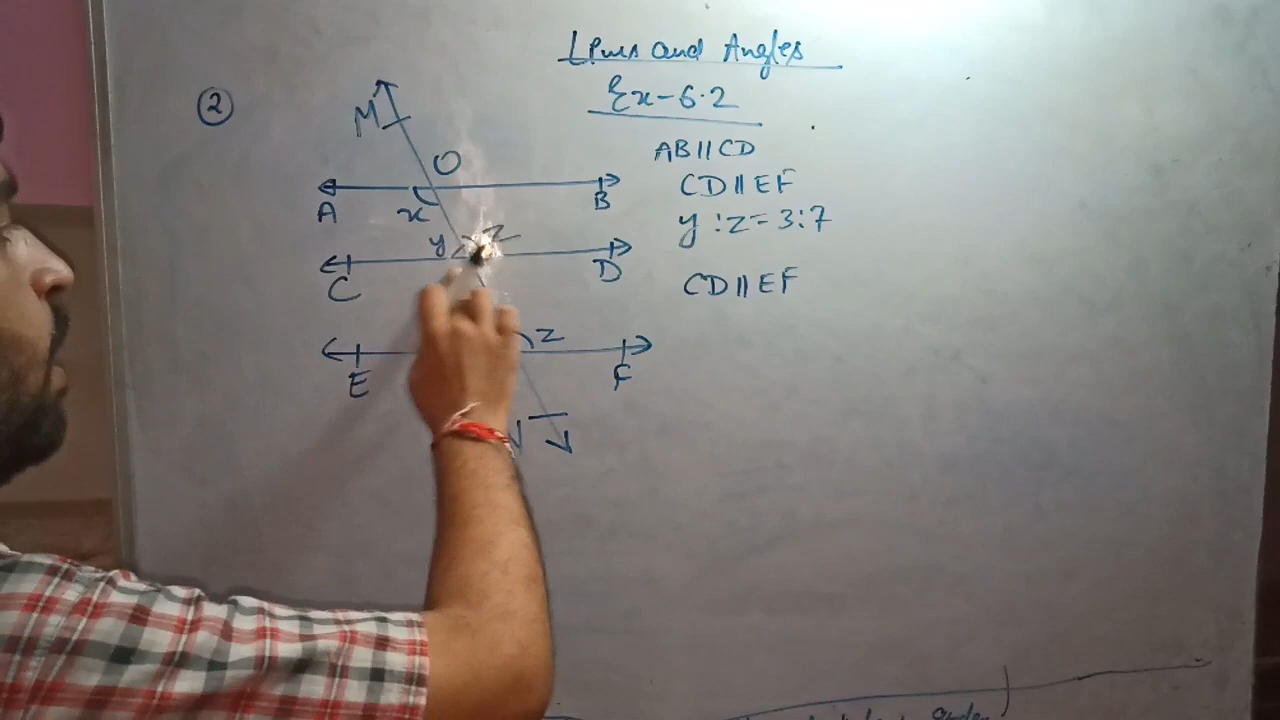 Lines and Angles
Ex-6.2
②
M
O
AB||CD
A
B
x
CD||EF
y:z=3:7
y
z
C
D
CD||EF
z
E
F